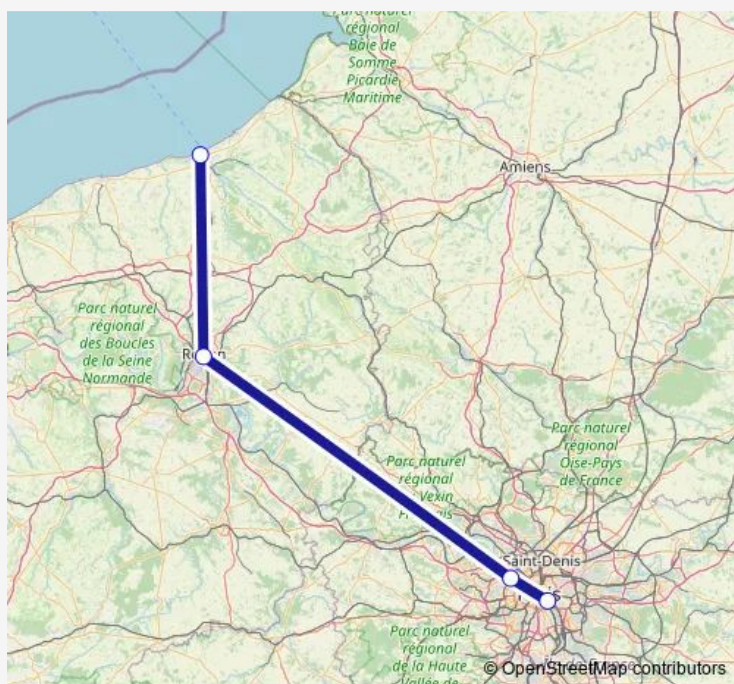 Parc naturel
régional
Baie de
Somme
Picardie
Maritime
Amiens
Parc naturel
régional
des Boucles
de la Seine
Normande
Parc naturel
régional
Oise-Pays
de France
Parc naturel
régional
Vexin
Saint-Denis
Parc naturel
régional
de la Haute
Vallée de
© OpenStreetMap contributors